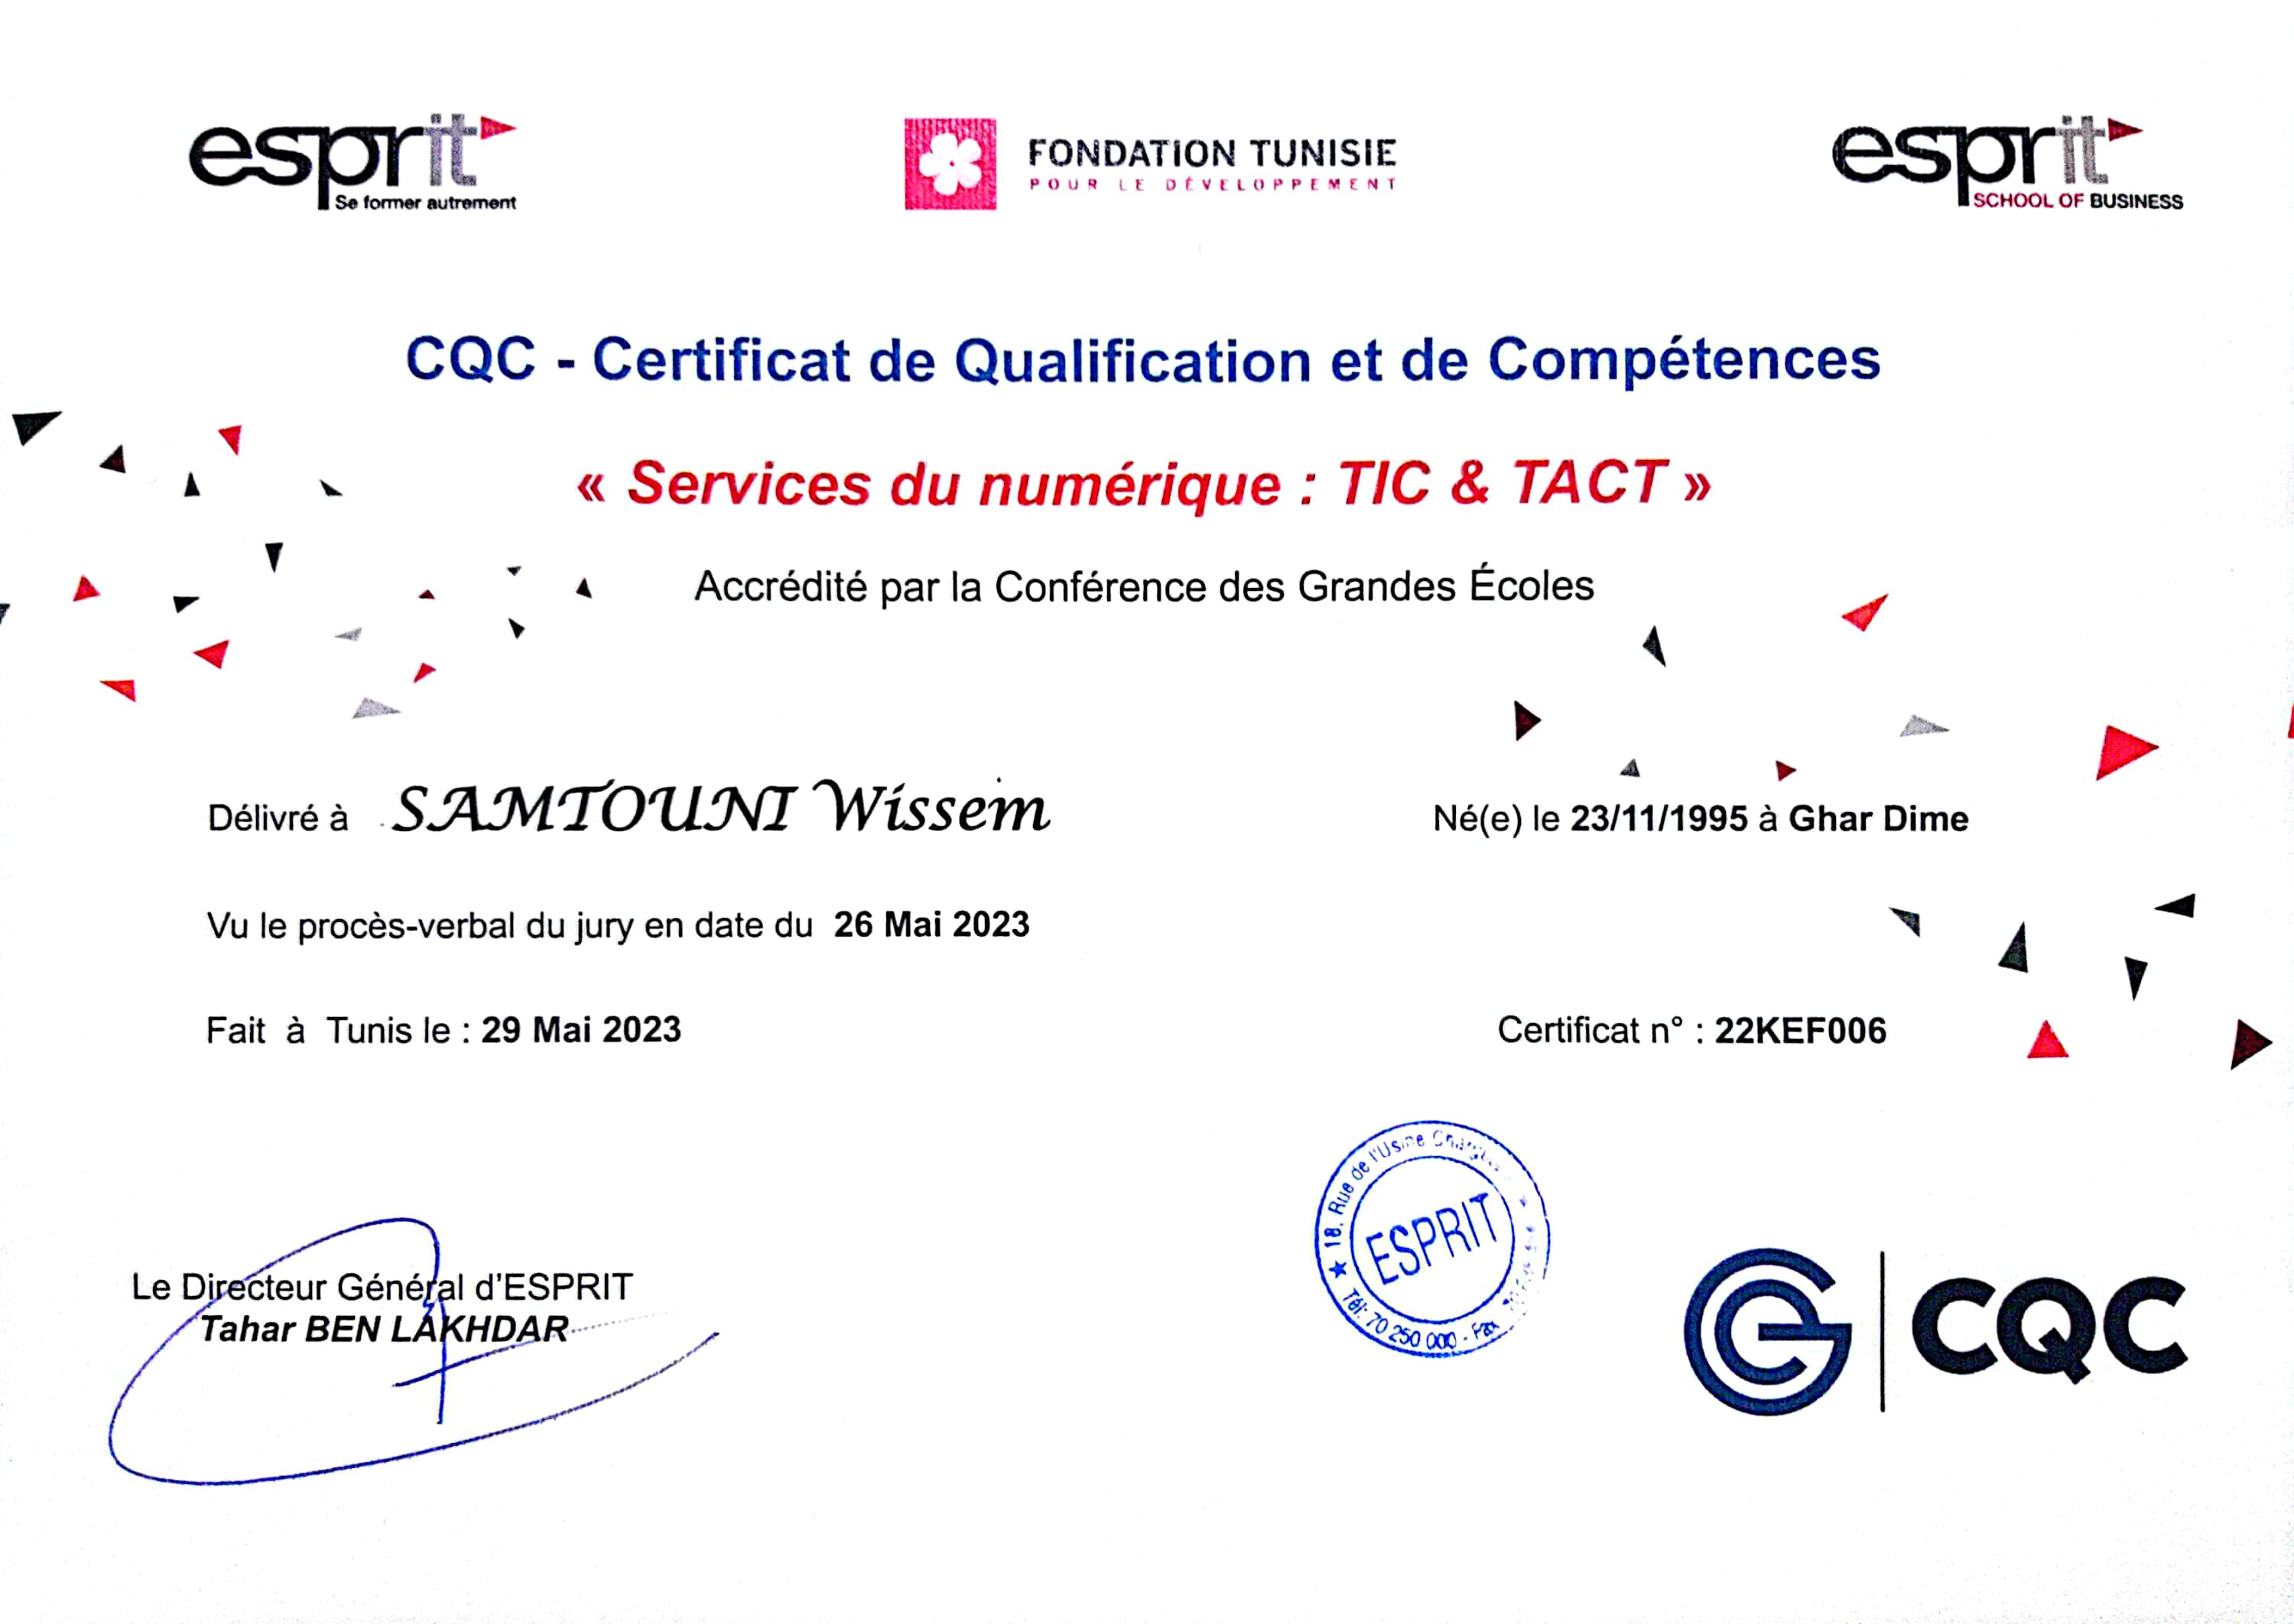 esprit
Se former autrement
FONDATION TUNISIE
POUR LE DÉVELOPPEMENT
esprit
SCHOOL OF BUSINESS
CQC - Certificat de Qualification et de Compétences
« Services du numérique : TIC & TACT »
Accrédité par la Conférence des Grandes Écoles
Délivré à SAMTOUNI Wissem
Né(e) le 23/11/1995 à Ghar Dime
Vu le procès-verbal du jury en date du 26 Mai 2023
Fait à Tunis le : 29 Mai 2023
Certificat n° : 22KEF006
18, Rue de l'Usine
ESPRIT
Tél: 70 250 000 - Fax
Le Directeur Général d'ESPRIT
Tahar BEN LAKHDAR
CQC